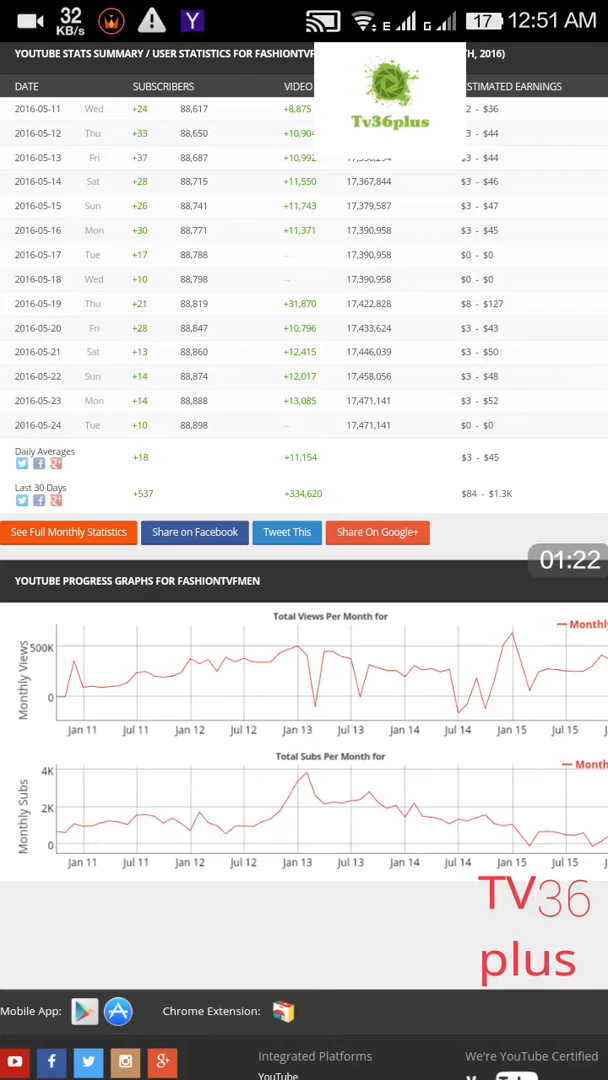 32
KB/s
Y
E
G
17
12:51 AM
YOUTUBE STATS SUMMARY / USER STATISTICS FOR FASHIONTVF
TH, 2016)
DATE SUBSCRIBERS VIDEO STIMATED EARNINGS
Tv36plus
2016-05-11 Wed +24 88,617 +8,875 2 - $36
2016-05-12 Thu +33 88,650 +10,904 $3 - $44
2016-05-13 Fri +37 88,687 +10,992 $3 - $44
2016-05-14 Sat +28 88,715 +11,550 17,367,844 $3 - $46
2016-05-15 Sun +26 88,741 +11,743 17,379,587 $3 - $47
2016-05-16 Mon +30 88,771 +11,371 17,390,958 $3 - $45
2016-05-17 Tue +17 88,788 -- 17,390,958 $0 - $0
2016-05-18 Wed +10 88,798 -- 17,390,958 $0 - $0
2016-05-19 Thu +21 88,819 +31,870 17,422,828 $8 - $127
2016-05-20 Fri +28 88,847 +10,796 17,433,624 $3 - $43
2016-05-21 Sat +13 88,860 +12,415 17,446,039 $3 - $50
2016-05-22 Sun +14 88,874 +12,017 17,458,056 $3 - $48
2016-05-23 Mon +14 88,888 +13,085 17,471,141 $3 - $52
2016-05-24 Tue +10 88,898 -- 17,471,141 $0 - $0
Daily Averages +18 +11,154 $3 - $45
Last 30 Days +537 +334,620 $84 - $1.3K
See Full Monthly Statistics Share on Facebook Tweet This Share On Google+
01:22
YOUTUBE PROGRESS GRAPHS FOR FASHIONTVFMEN
Total Views Per Month for
Monthly
Monthly Views
500K
0
Jan 11 Jul 11 Jan 12 Jul 12 Jan 13 Jul 13 Jan 14 Jul 14 Jan 15 Jul 15
Total Subs Per Month for
Month
Monthly Subs
4K
2K
0
Jan 11 Jul 11 Jan 12 Jul 12 Jan 13 Jul 13 Jan 14 Jul 14 Jan 15 Jul 15
TV36
plus
Mobile App: Chrome Extension:
Integrated Platforms We're YouTube Certified
YouTube